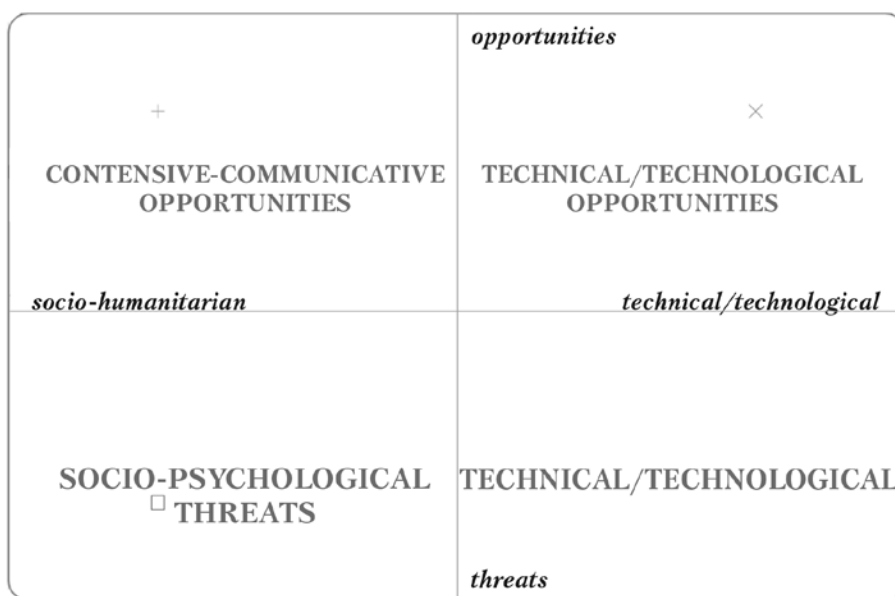 opportunities
CONTENSIVE-COMMUNICATIVE
OPPORTUNITIES
TECHNICAL/TECHNOLOGICAL
OPPORTUNITIES
socio-humanitarian
technical/technological
SOCIO-PSYCHOLOGICAL
THREATS
TECHNICAL/TECHNOLOGICAL
threats